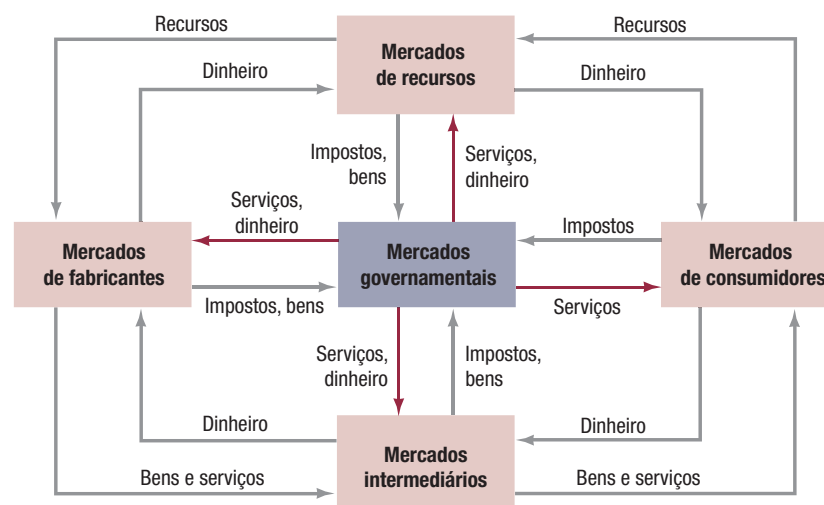 Recursos
Mercados
de recursos
Recursos
Dinheiro
Dinheiro
Impostos,
bens
Serviços,
dinheiro
Serviços,
dinheiro
Mercados
de fabricantes
Mercados
governamentais
Impostos
Mercados
de consumidores
Impostos, bens
Serviços
Serviços,
dinheiro
Impostos,
bens
Dinheiro
Dinheiro
Mercados
intermediários
Bens e serviços
Bens e serviços